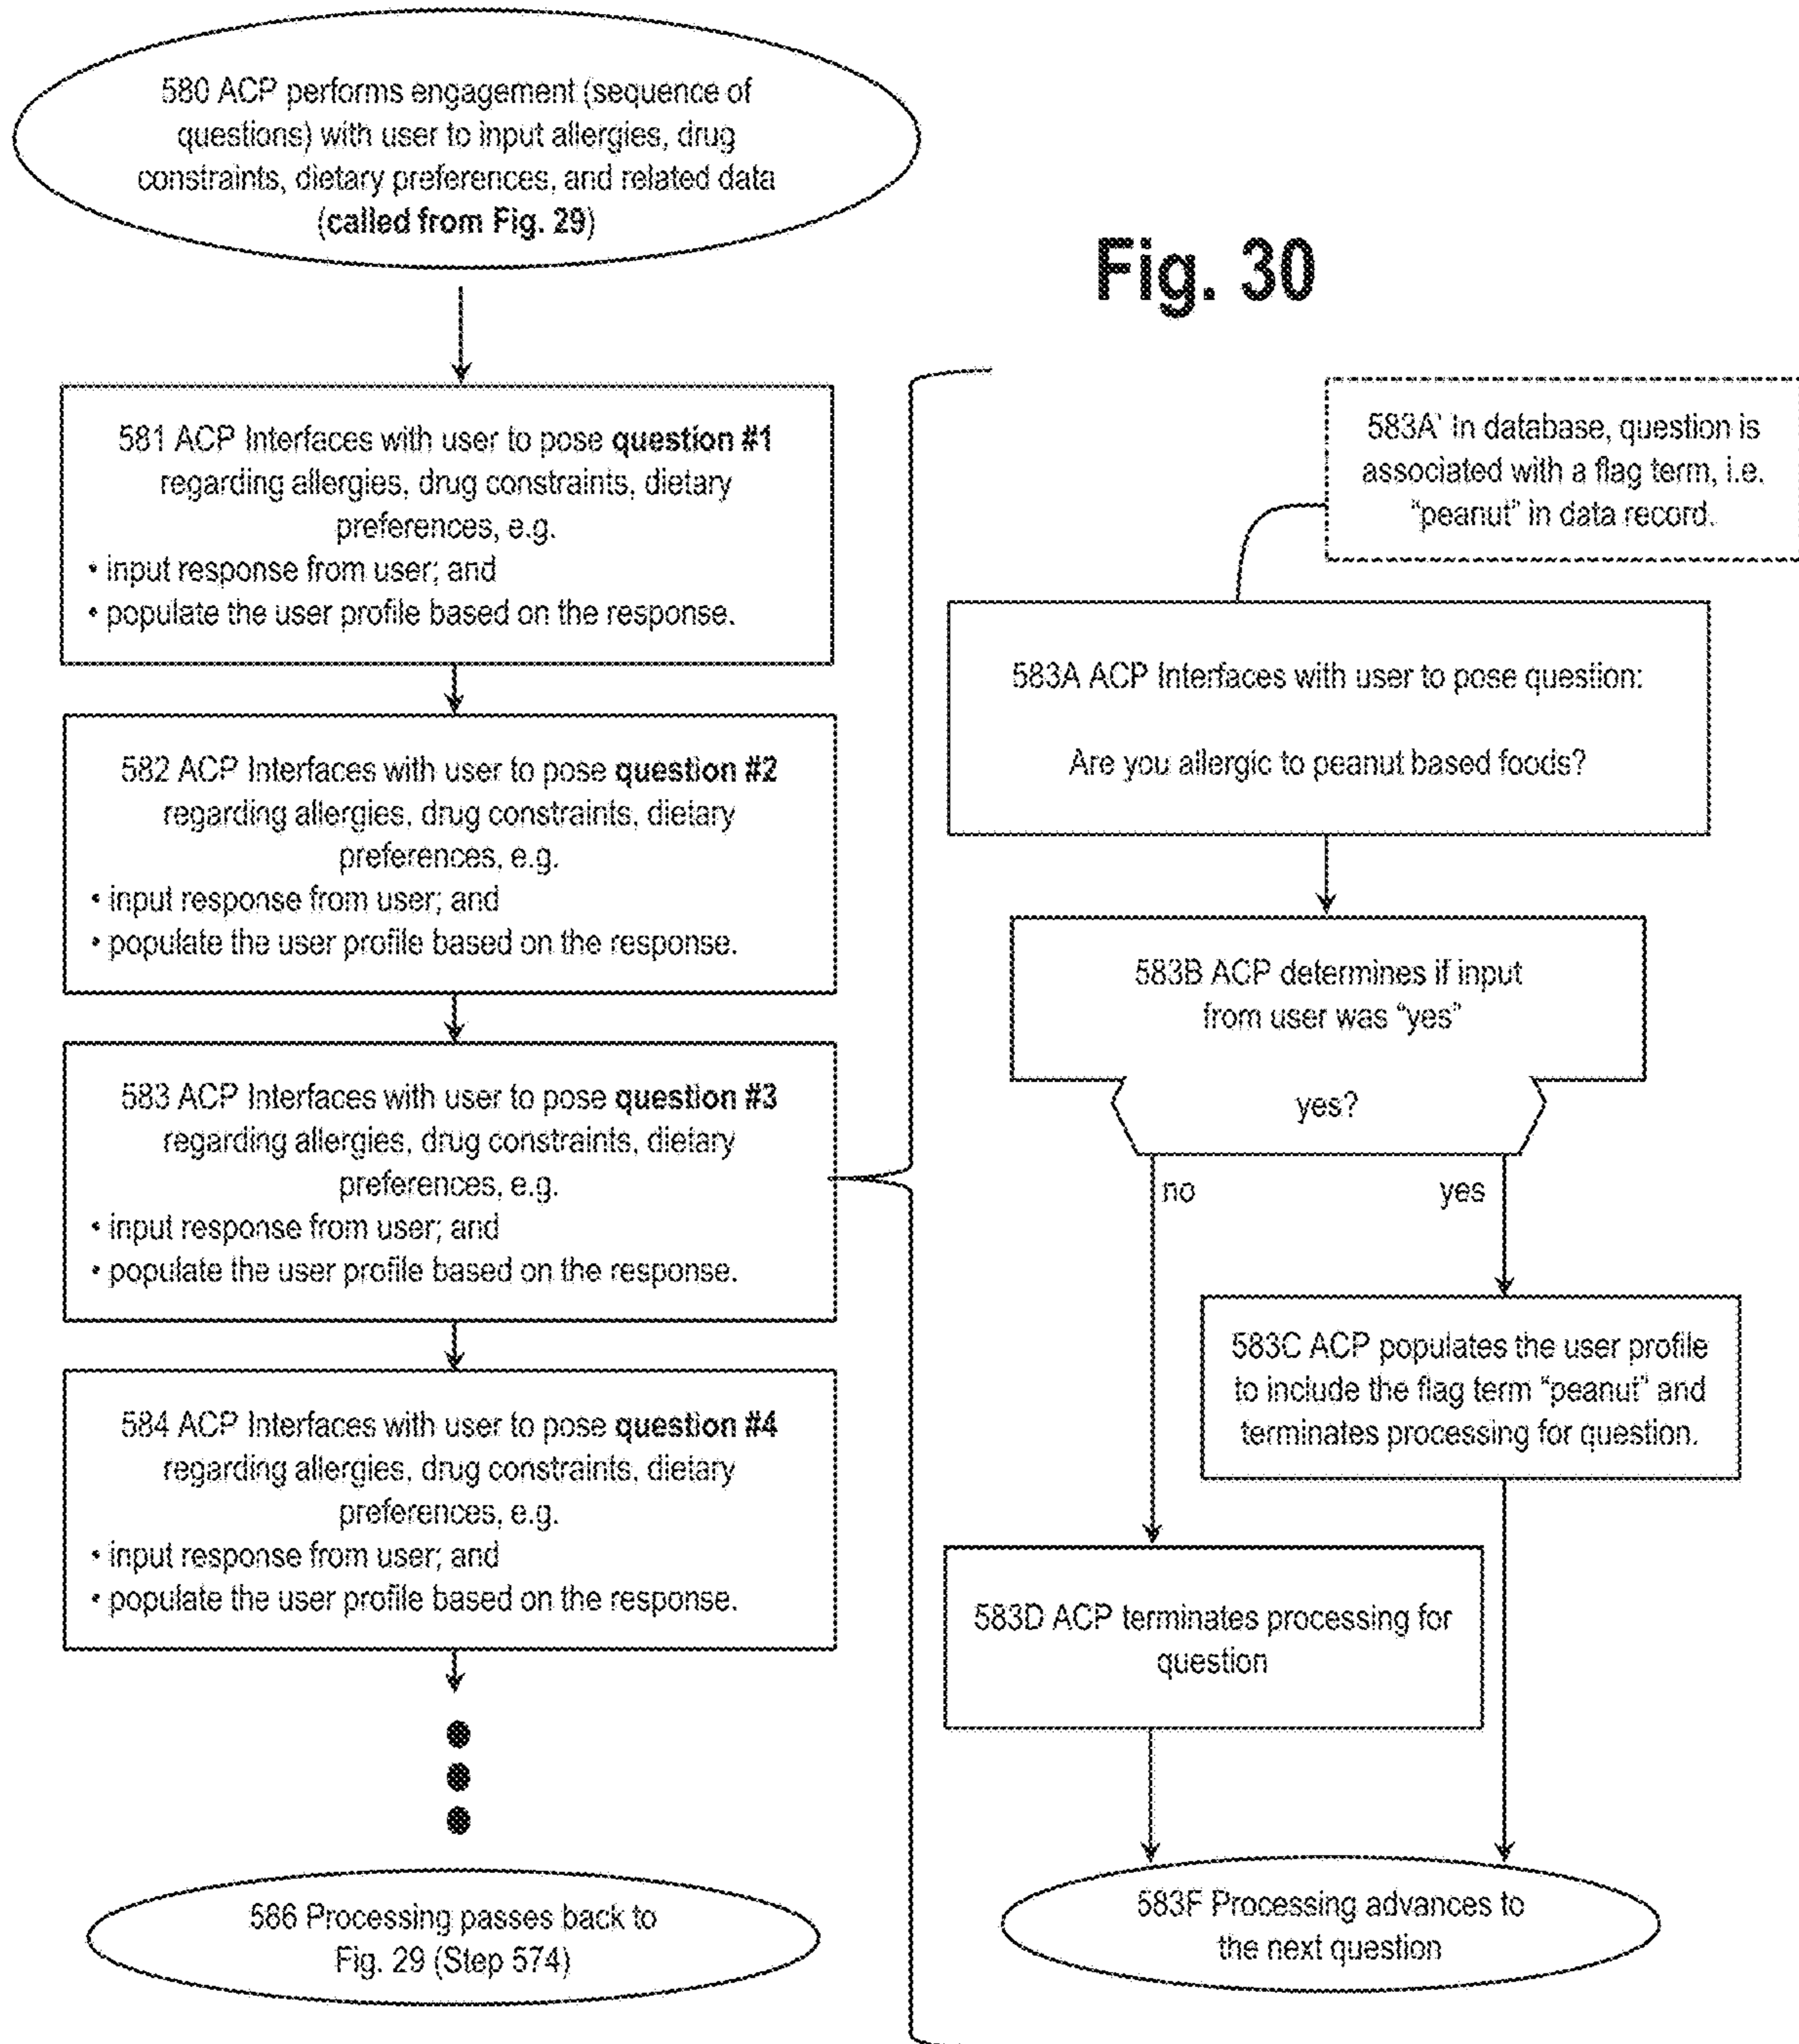 580 ACP performs engagement (sequence of
questions) with user to input allergies, drug
constraints, dietary preferences, and related data
(called from Fig. 29)
Fig. 30
581 ACP Interfaces with user to pose question #1
regarding allergies, drug constraints, dietary
preferences, e.g.
• input response from user; and
• populate the user profile based on the response.
582 ACP Interfaces with user to pose question #2
regarding allergies, drug constraints, dietary
preferences, e.g.
• input response from user; and
• populate the user profile based on the response.
583 ACP Interfaces with user to pose question #3
regarding allergies, drug constraints, dietary
preferences, e.g.
• input response from user; and
• populate the user profile based on the response.
584 ACP Interfaces with user to pose question #4
regarding allergies, drug constraints, dietary
preferences, e.g.
• input response from user; and
• populate the user profile based on the response.
586 Processing passes back to
Fig. 29 (Step 574)
583A' In database, question is
associated with a flag term, i.e.
“peanut” in data record.
583A ACP Interfaces with user to pose question:
Are you allergic to peanut based foods?
583B ACP determines if input
from user was “yes”
yes?
no
yes
583C ACP populates the user profile
to include the flag term “peanut” and
terminates processing for question.
583D ACP terminates processing for
question
583F Processing advances to
the next question